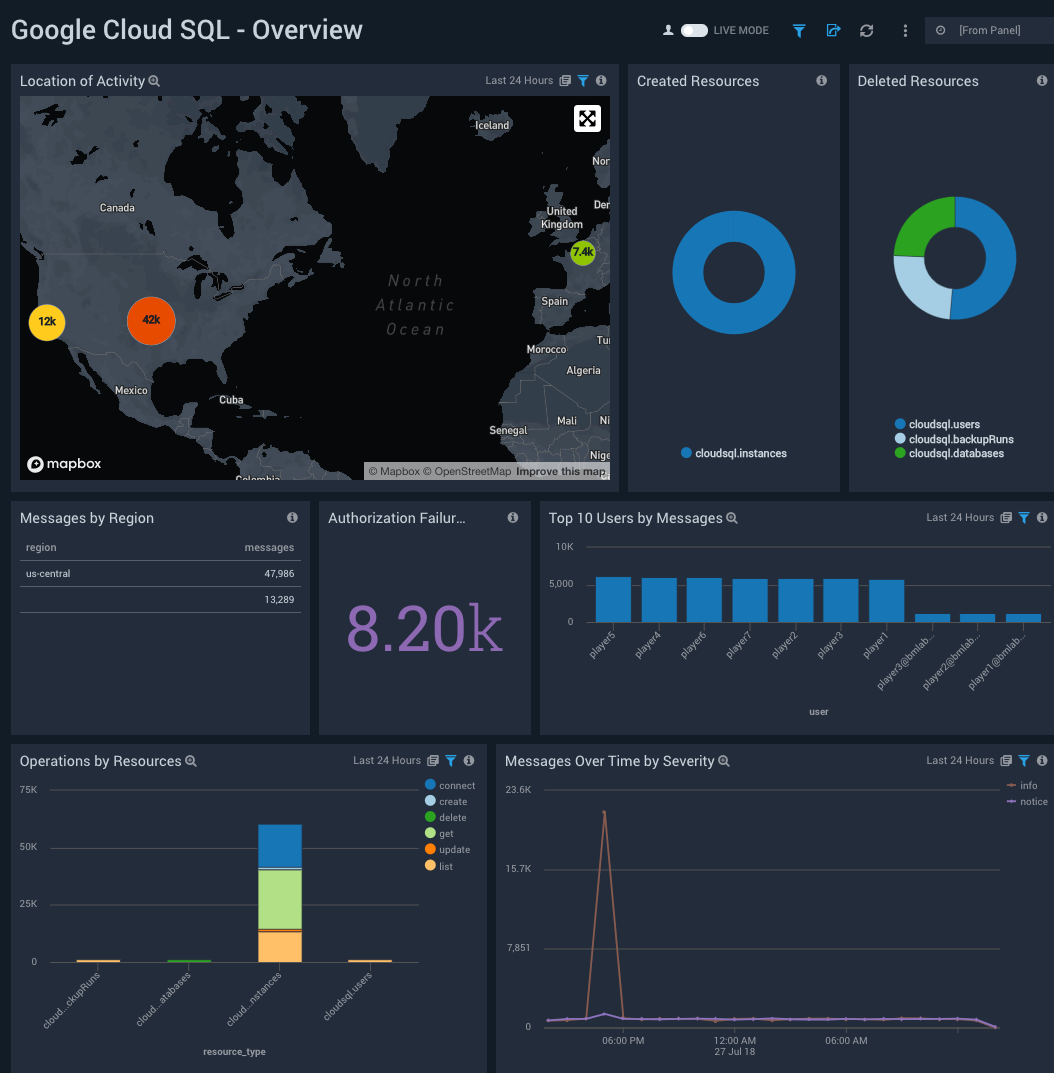 Google Cloud SQL - Overview
LIVE MODE
[From Panel]
Location of Activity
Last 24 Hours
Iceland
Nor
Canada
United
Kingdom
Der
7.4k
North
Atlantic
Ocean
Spain
12k
42k
Morocco
Tu
Algeria
Mexico
Cuba
Mali
Ni
Senegal
Nige
Colombia
mapbox
© Mapbox © OpenStreetMap Improve this map
Created Resources
cloudsql.instances
Deleted Resources
cloudsql.users
cloudsql.backupRuns
cloudsql.databases
Messages by Region
region messages
us-central 47,986
13,289
Authorization Failur...
8.20k
Top 10 Users by Messages
Last 24 Hours
10K
5,000
0
player5
player4
player6
player7
player2
player3
player1
player3@bmlab...
player2@bmlab...
player1@bmlab...
user
Operations by Resources
Last 24 Hours
75K
50K
25K
0
connect
create
delete
get
update
list
cloud...ckupRuns
cloud...atabases
cloud...nstances
cloudsql.users
resource_type
Messages Over Time by Severity
Last 24 Hours
23.6K
15.7K
7,851
0
info
notice
06:00 PM
12:00 AM
27 Jul 18
06:00 AM